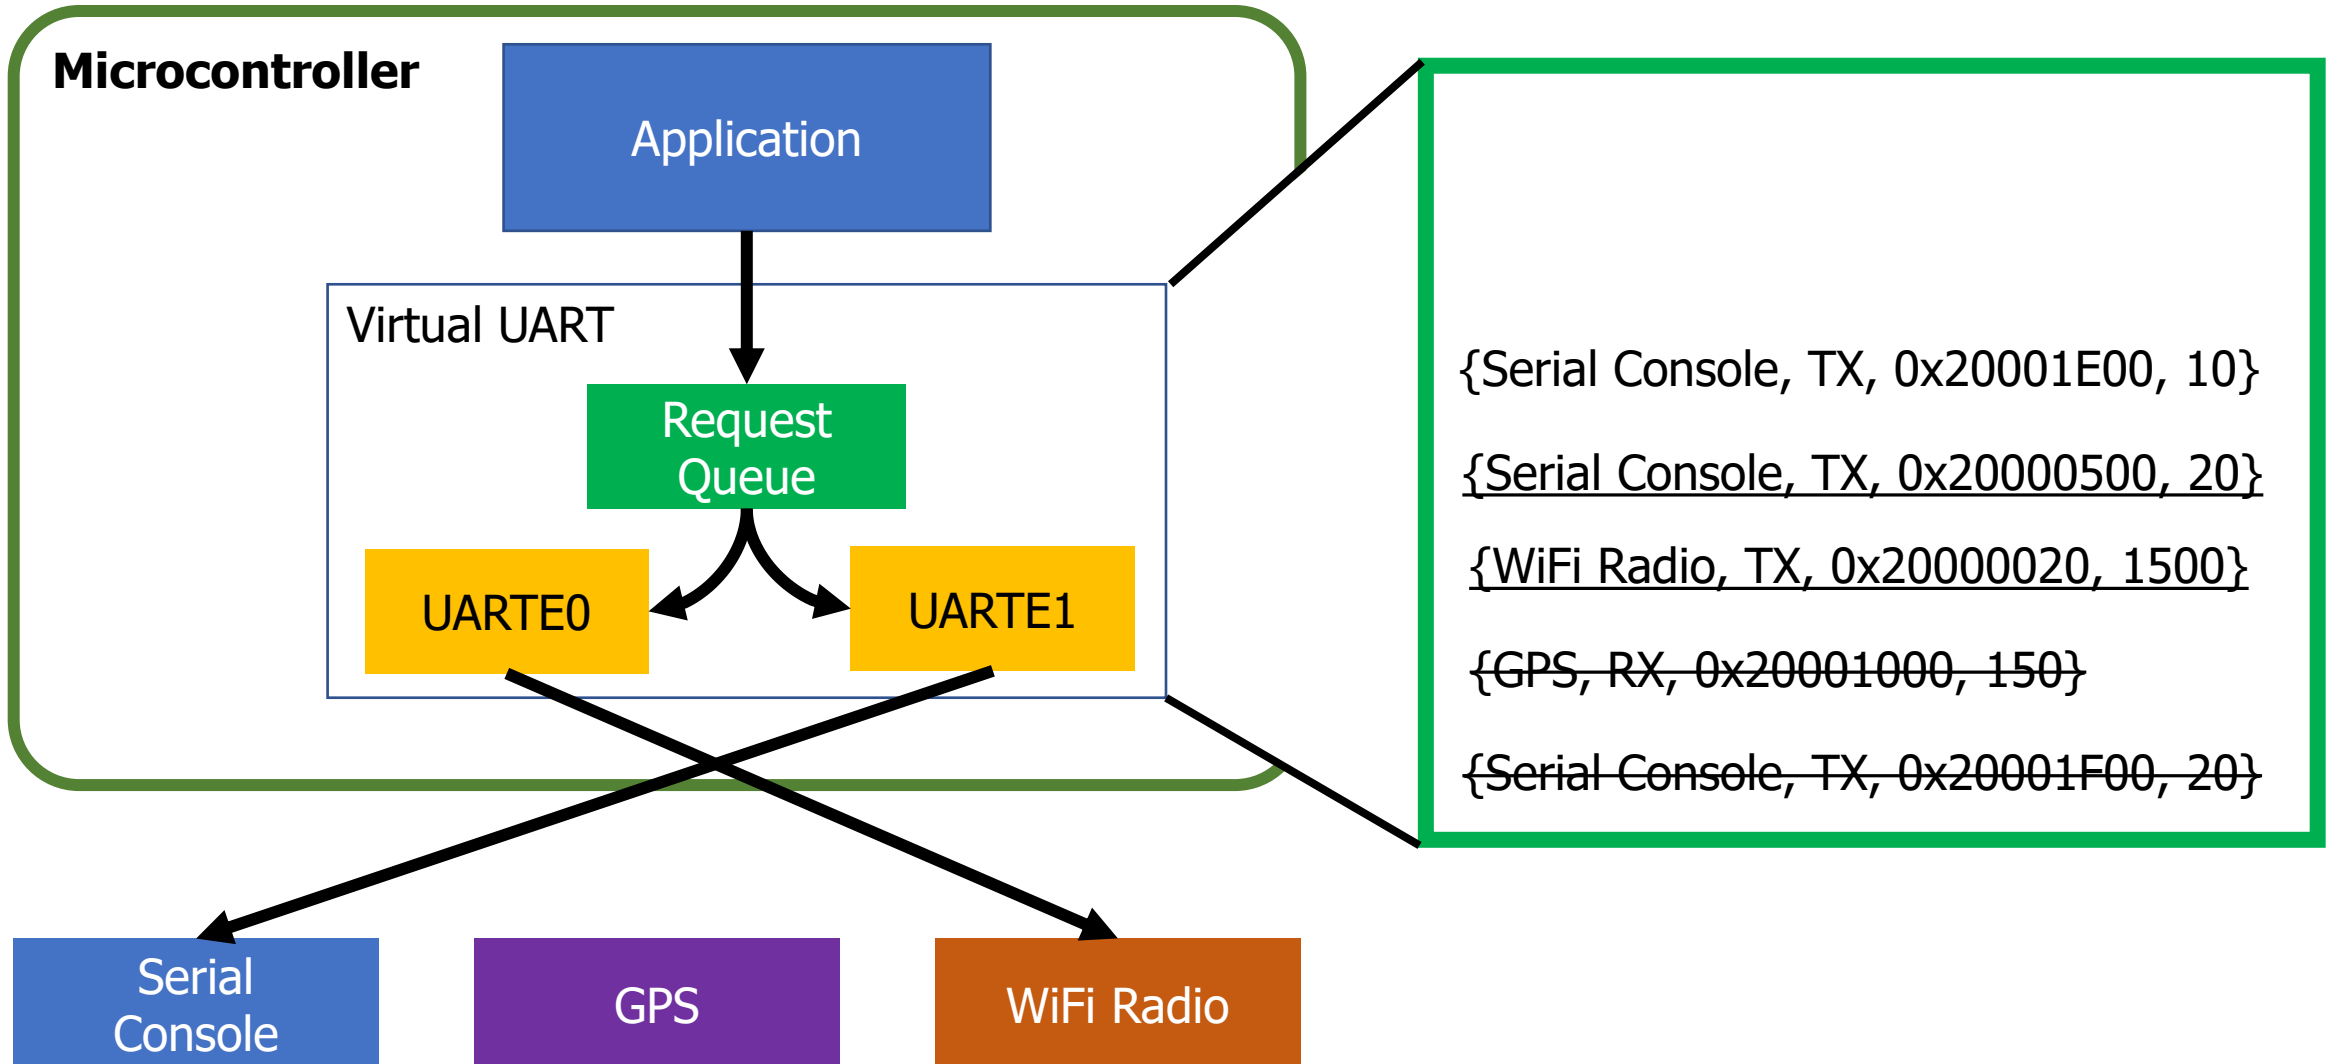 Microcontroller
Application
Virtual UART
Request
Queue
UARTE0
UARTE1
Serial
Console
GPS
WiFi Radio
{Serial Console, TX, 0x20001E00, 10}
{Serial Console, TX, 0x20000500, 20}
{WiFi Radio, TX, 0x20000020, 1500}
{GPS, RX, 0x20001000, 150}
{Serial Console, TX, 0x20001F00, 20}